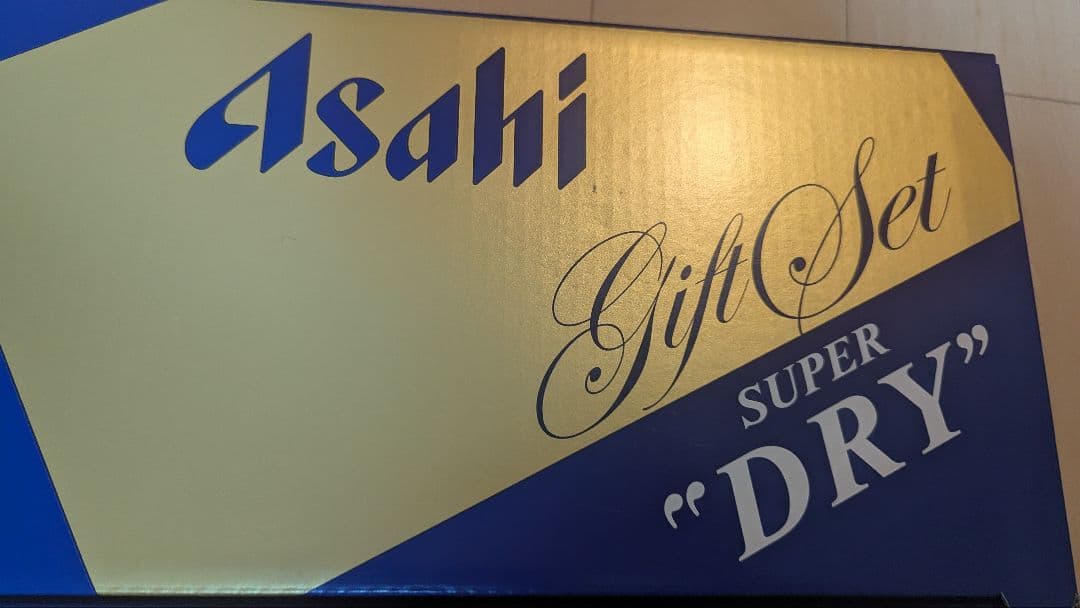 Asahi
Gift Set
SUPER
“DRY”